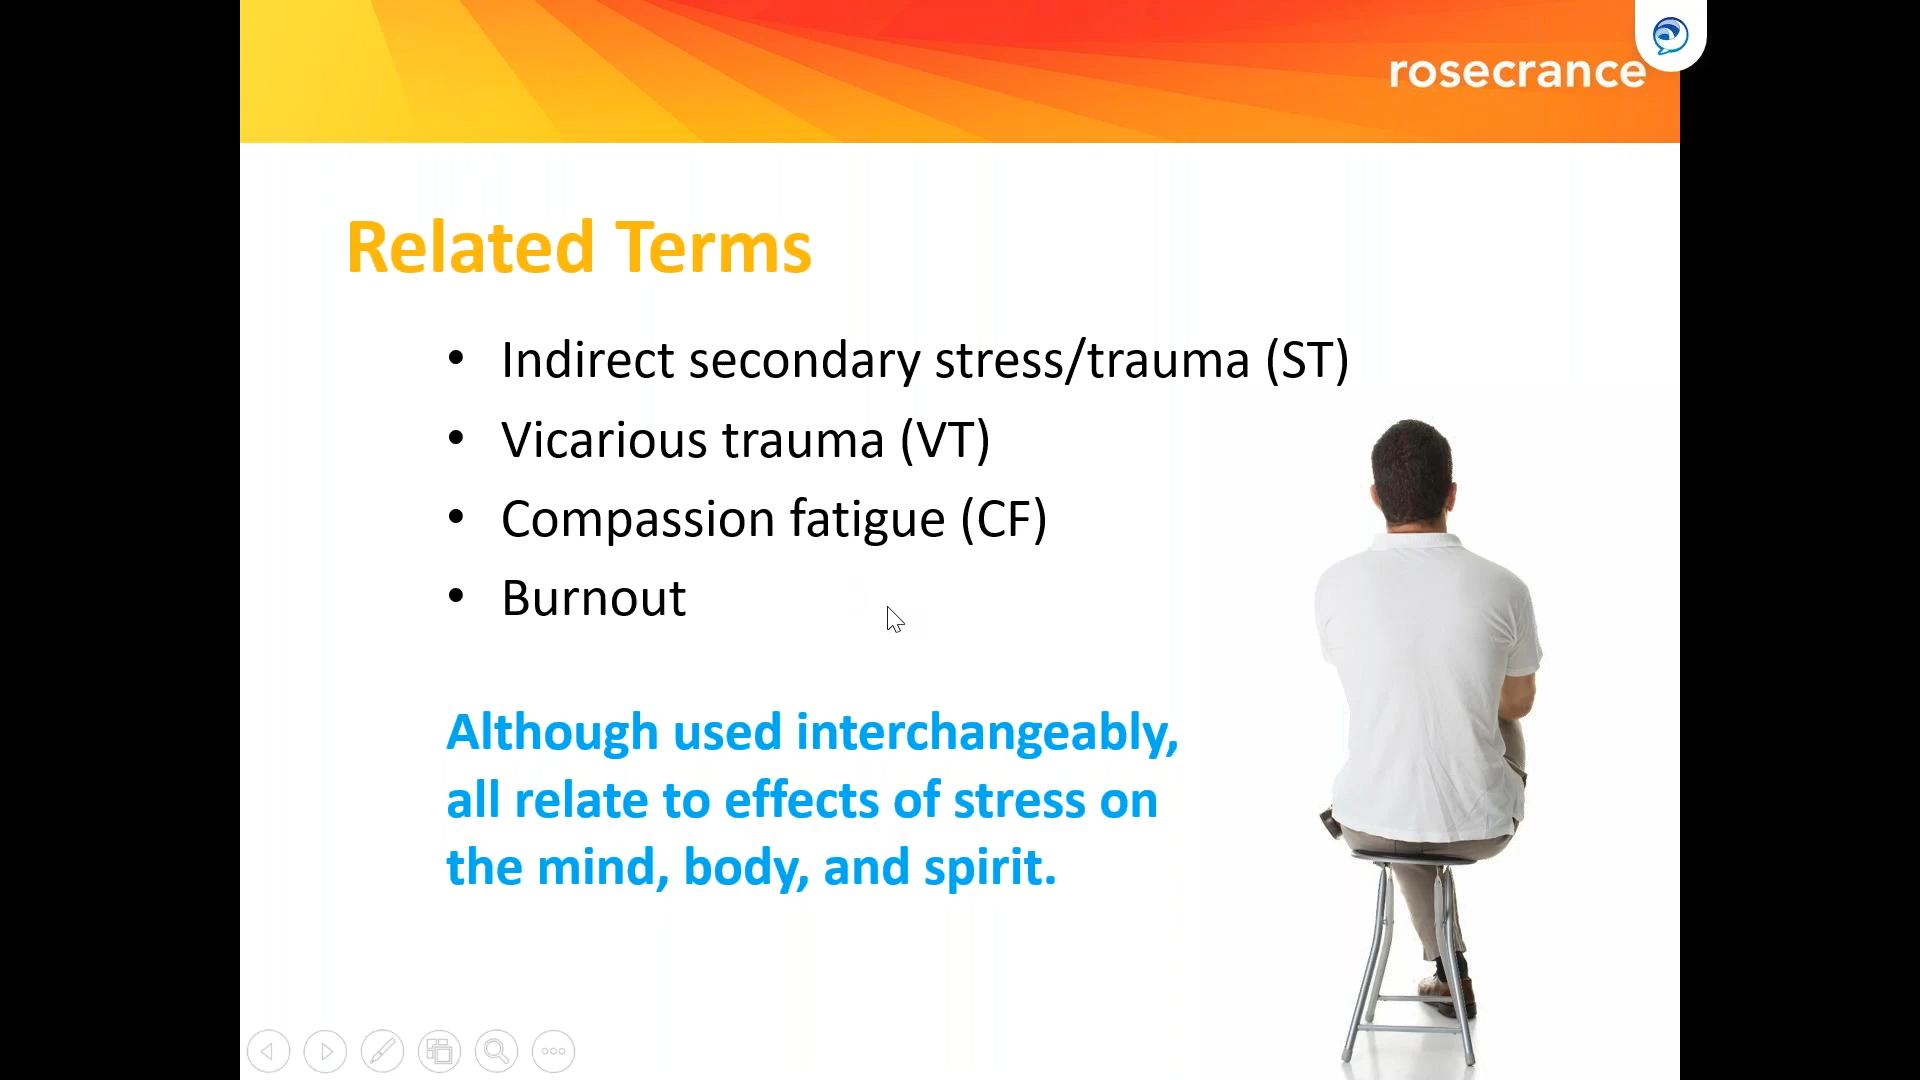 rosecrance
Related Terms
• Indirect secondary stress/trauma (ST)
• Vicarious trauma (VT)
• Compassion fatigue (CF)
• Burnout
Although used interchangeably,
all relate to effects of stress on
the mind, body, and spirit.